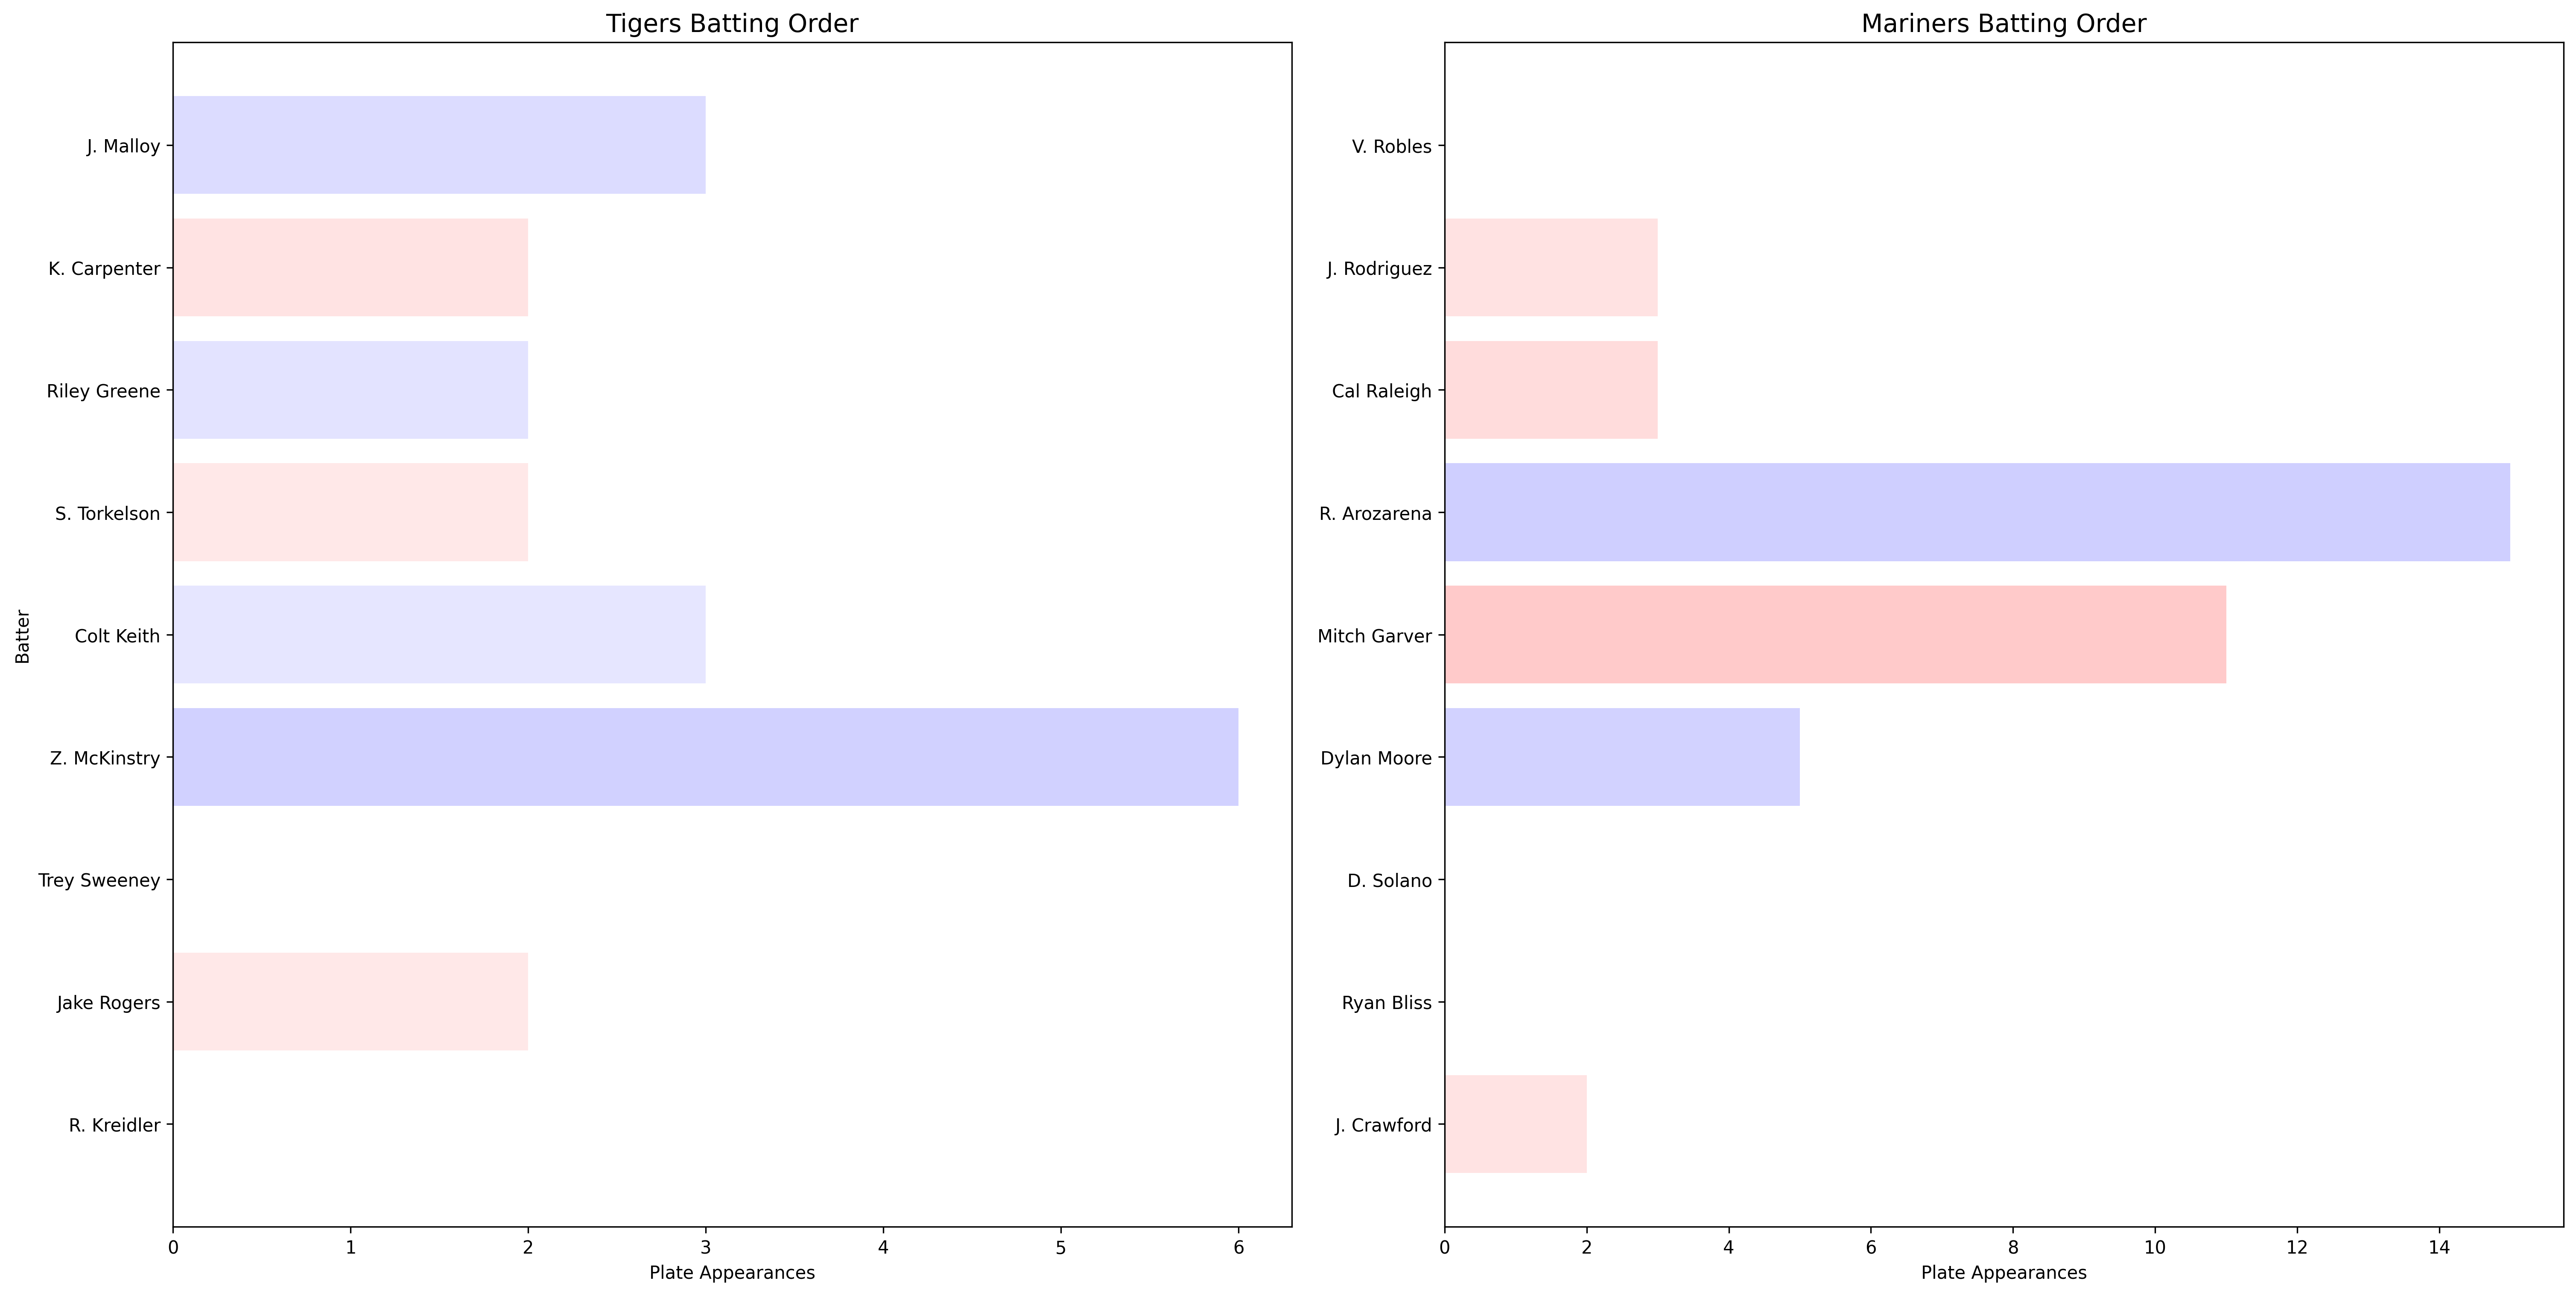 Tigers Batting Order
Batter
J. Malloy
K. Carpenter
Riley Greene
S. Torkelson
Colt Keith
Z. McKinstry
Trey Sweeney
Jake Rogers
R. Kreidler
0 1 2 3 4 5 6
Plate Appearances
Mariners Batting Order
V. Robles
J. Rodriguez
Cal Raleigh
R. Arozarena
Mitch Garver
Dylan Moore
D. Solano
Ryan Bliss
J. Crawford
0 2 4 6 8 10 12 14
Plate Appearances